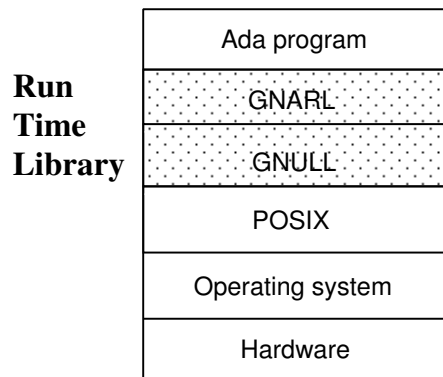 Ada program
Run
Time
Library
GNARL
GNULL
POSIX
Operating system
Hardware